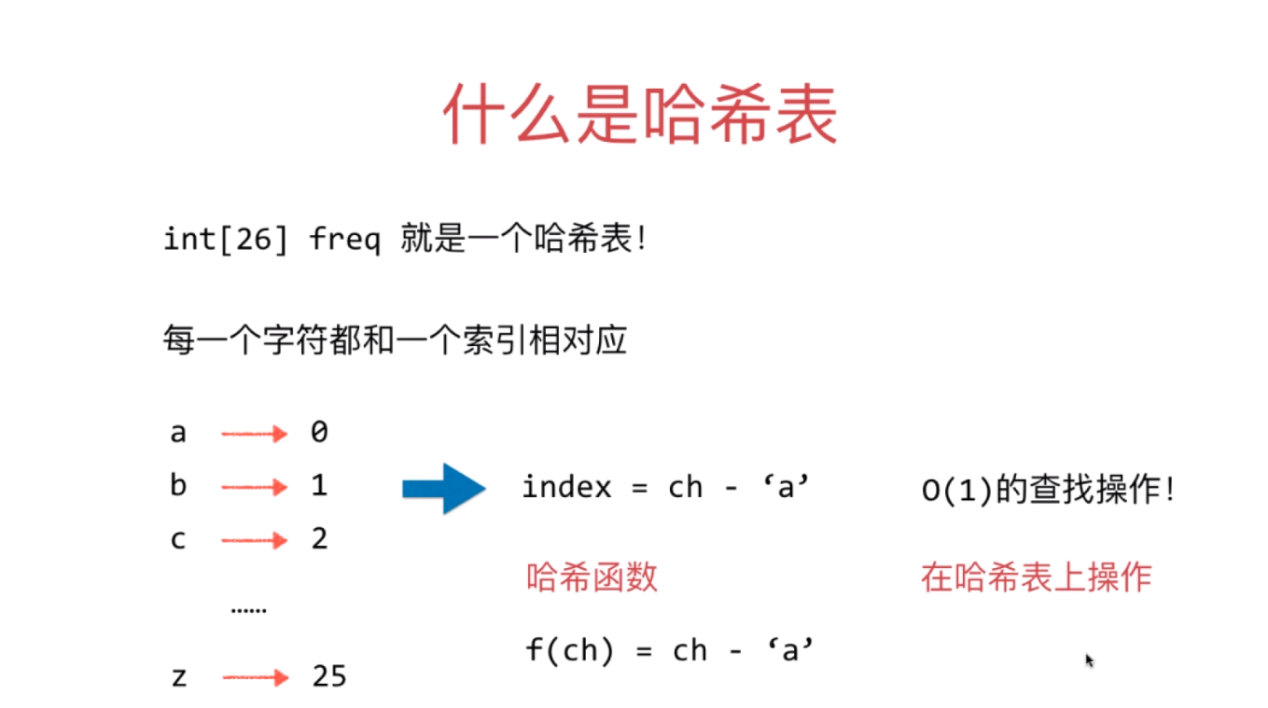 什么是哈希表
int[26] freq 就是一个哈希表!
每一个字符都和一个索引相对应
a 0
b 1
c 2
……
z 25
index = ch - ‘a’
哈希函数
f(ch) = ch - ‘a’
O(1)的查找操作!
在哈希表上操作